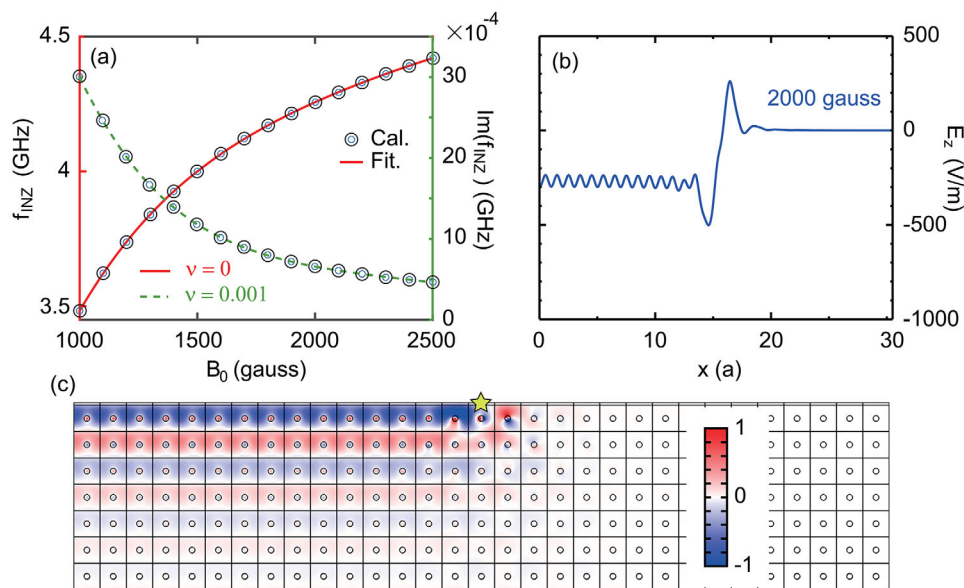 (a)
×10⁻⁴
4.5
4
3.5
f_INZ (GHz)
30
20
10
0
Im(f_INZ) (GHz)
Cal.
Fit.
ν = 0
ν = 0.001
1000 1500 2000 2500
B₀ (gauss)
(b)
2000 gauss
500
0
-500
-1000
E_z (V/m)
0 10 20 30
x (a)
(c)
1
0
-1